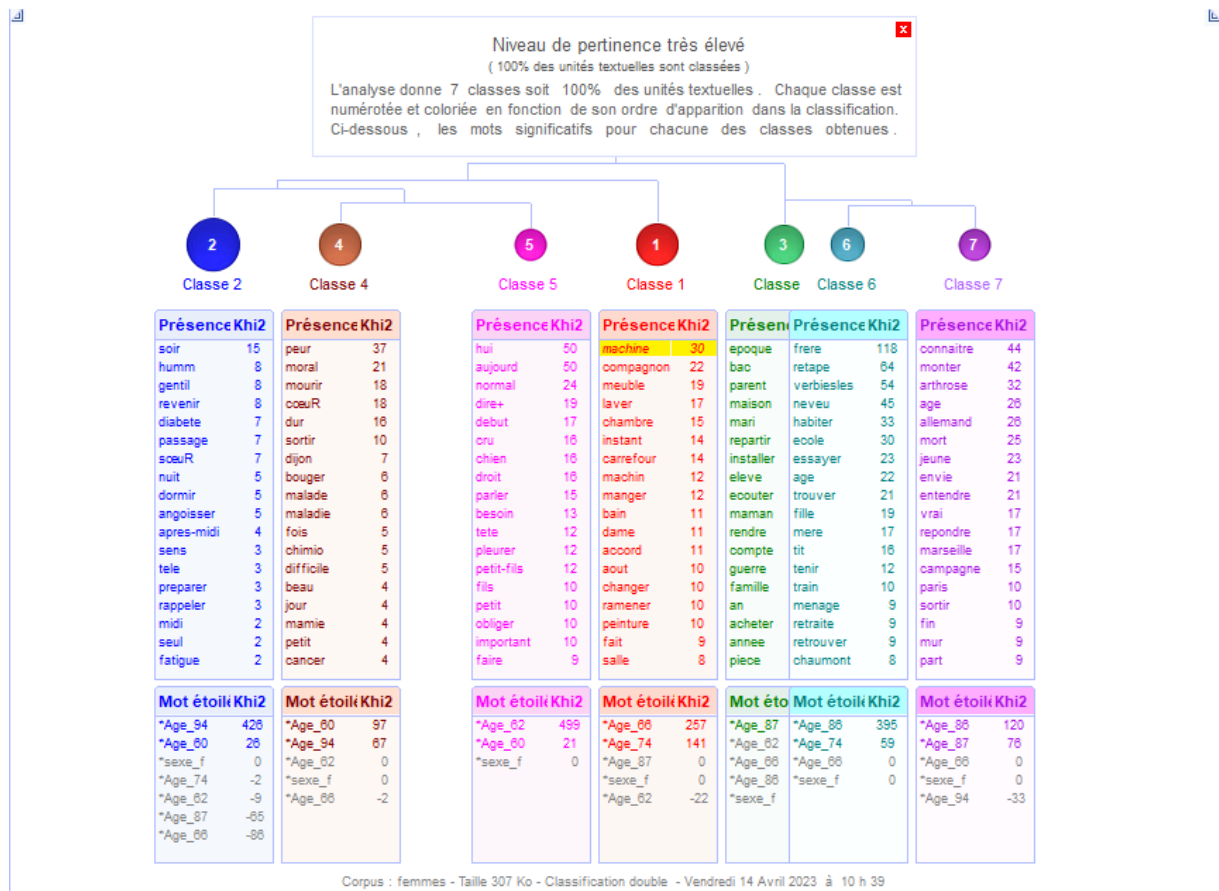 x
Niveau de pertinence très élevé
( 100% des unités textuelles sont classées )
L'analyse donne 7 classes soit 100% des unités textuelles . Chaque classe est
numérotée et coloriée en fonction de son ordre d'apparition dans la classification.
Ci-dessous , les mots significatifs pour chacune des classes obtenues .
2 4 5 1 3 6 7
Classe 2 Classe 4 Classe 5 Classe 1 Classe Classe 6 Classe 7
Présence Khi2 Présence Khi2 Présence Khi2 Présence Khi2 Présen Présence Khi2 Présence Khi2
soir 15 peur 37 hui 50 machine 30 epoque frere 118 connaitre 44
humm 8 moral 21 aujourd 50 compagnon 22 bac retape 64 monter 42
gentil 8 mourir 18 normal 24 meuble 19 parent verbiesles 54 arthrose 32
revenir 8 cœuR 18 dire+ 19 laver 17 maison neveu 45 age 26
diabete 7 dur 16 debut 17 chambre 15 mari habiter 33 allemand 26
passage 7 sortir 10 cru 16 instant 14 repartir ecole 30 mort 25
sœuR 7 dijon 7 chien 16 carrefour 14 installer essayer 23 jeune 23
nuit 5 bouger 6 droit 16 machin 12 eleve age 22 envie 21
dormir 5 malade 6 parler 15 manger 12 ecouter trouver 21 entendre 21
angoisser 5 maladie 6 besoin 13 bain 11 maman fille 19 vrai 17
apres-midi 4 fois 5 tete 12 dame 11 rendre mere 17 repondre 17
sens 3 chimio 5 pleurer 12 accord 11 compte tit 16 marseille 17
tele 3 difficile 5 petit-fils 12 aout 10 guerre tenir 12 campagne 15
preparer 3 beau 4 fils 10 changer 10 famille train 10 paris 10
rappeler 3 jour 4 petit 10 ramener 10 an menage 9 sortir 10
midi 2 mamie 4 obliger 10 peinture 10 acheter retraite 9 fin 9
seul 2 petit 4 important 10 fait 9 annee retrouver 9 mur 9
fatigue 2 cancer 4 faire 9 salle 8 piece chaumont 8 part 9
Mot étoilé Khi2 Mot étoilé Khi2 Mot étoilé Khi2 Mot étoilé Khi2 Mot éto Mot étoilé Khi2 Mot étoilé Khi2
*Age_94 426 *Age_60 97 *Age_62 499 *Age_66 257 *Age_87 *Age_86 395 *Age_86 120
*Age_60 26 *Age_94 67 *Age_60 21 *Age_74 141 *Age_62 *Age_74 59 *Age_87 76
*sexe_f 0 *Age_62 0 *sexe_f 0 *Age_87 0 *Age_66 *Age_66 0 *Age_66 0
*Age_74 -2 *sexe_f 0 *sexe_f 0 *Age_86 *sexe_f 0 *sexe_f 0
*Age_62 -9 *Age_66 -2 *Age_62 -22 *sexe_f *Age_94 -33
*Age_87 -65
*Age_66 -86
Corpus : femmes - Taille 307 Ko - Classification double - Vendredi 14 Avril 2023 à 10 h 39